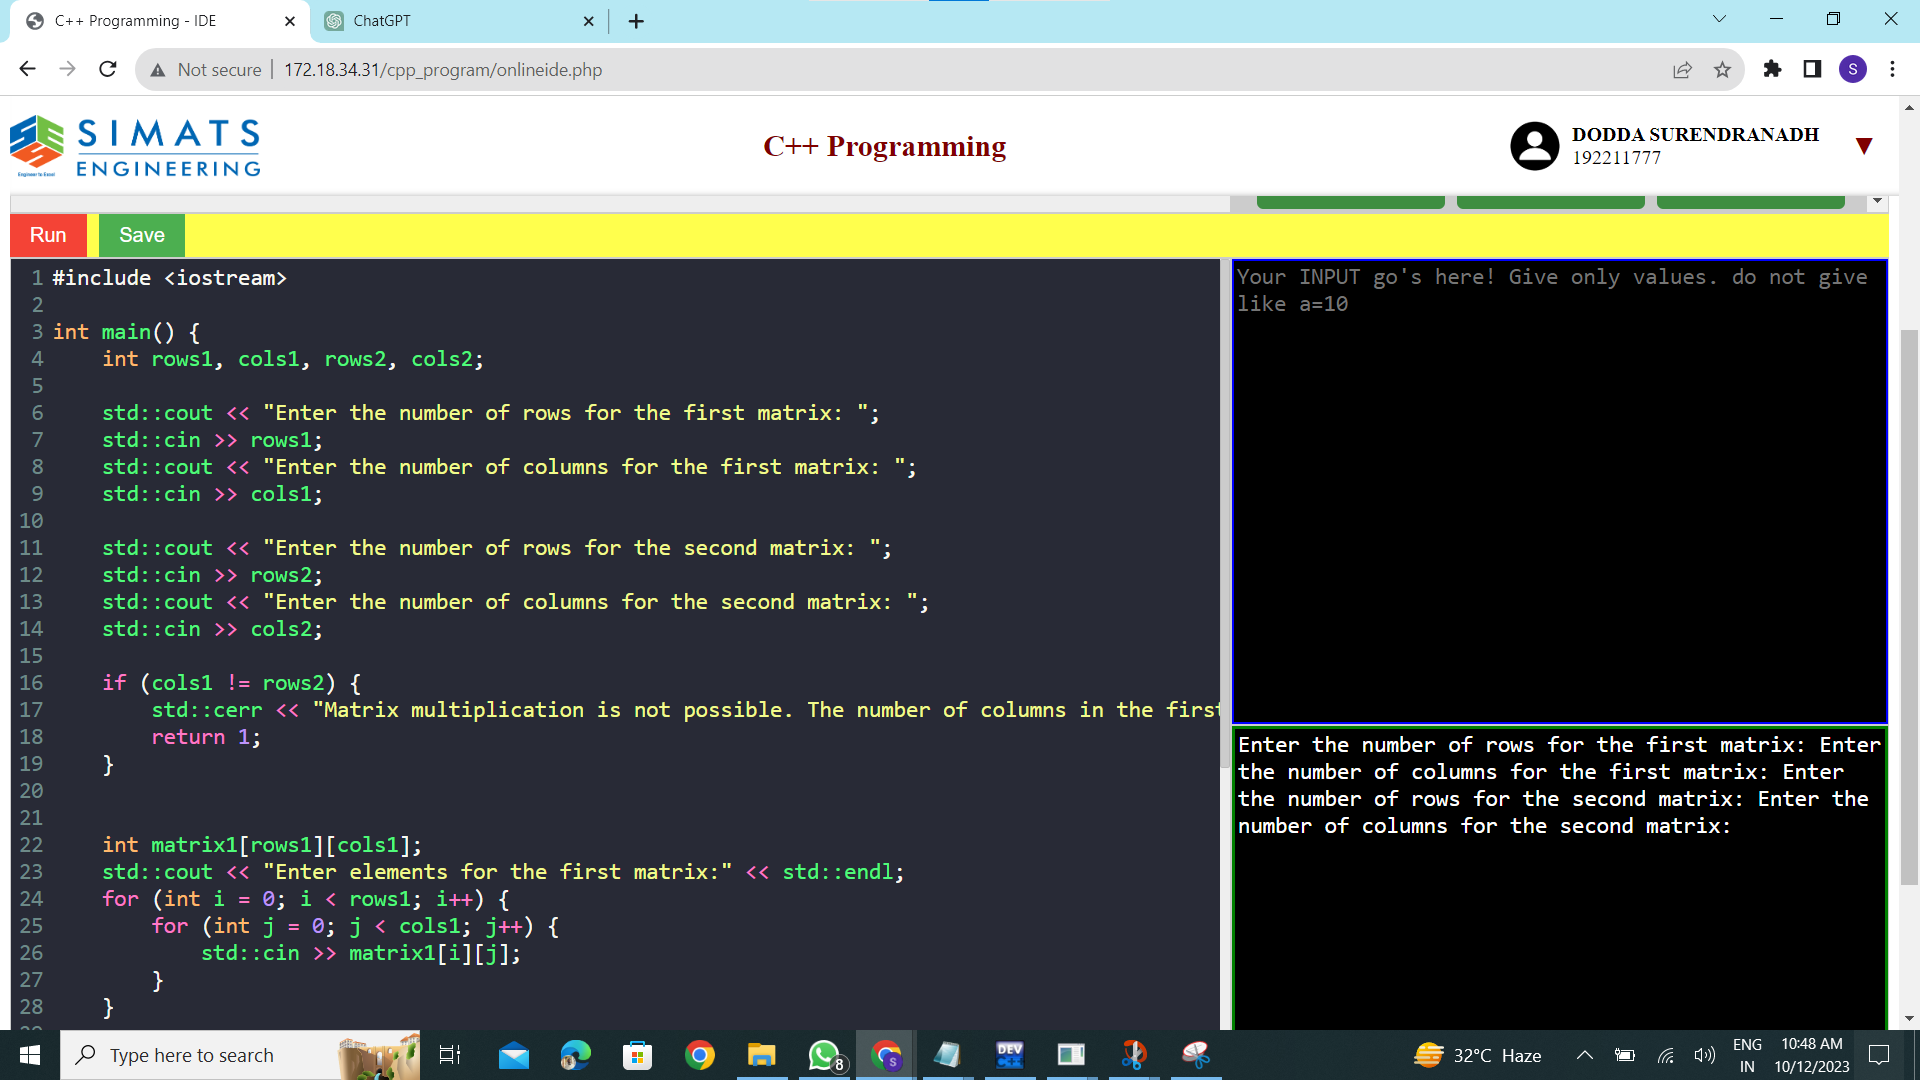 C++ Programming - IDE
ChatGPT
Not secure
172.18.34.31/cpp_program/onlineide.php
S
SIMATS
ENGINEERING
Engineer to Excel
C++ Programming
DODDA SURENDRANADH
192211777
Run
Save
1 #include <iostream>
2
3 int main() {
4     int rows1, cols1, rows2, cols2;
5
6     std::cout << "Enter the number of rows for the first matrix: ";
7     std::cin >> rows1;
8     std::cout << "Enter the number of columns for the first matrix: ";
9     std::cin >> cols1;
10
11     std::cout << "Enter the number of rows for the second matrix: ";
12     std::cin >> rows2;
13     std::cout << "Enter the number of columns for the second matrix: ";
14     std::cin >> cols2;
15
16     if (cols1 != rows2) {
17         std::cerr << "Matrix multiplication is not possible. The number of columns in the first
18         return 1;
19     }
20
21
22     int matrix1[rows1][cols1];
23     std::cout << "Enter elements for the first matrix:" << std::endl;
24     for (int i = 0; i < rows1; i++) {
25         for (int j = 0; j < cols1; j++) {
26             std::cin >> matrix1[i][j];
27         }
28     }
Your INPUT go's here! Give only values. do not give
like a=10
Enter the number of rows for the first matrix: Enter
the number of columns for the first matrix: Enter
the number of rows for the second matrix: Enter the
number of columns for the second matrix:
Type here to search
8
S
DEV
C++
32°C Haze
ENG
IN
10:48 AM
10/12/2023